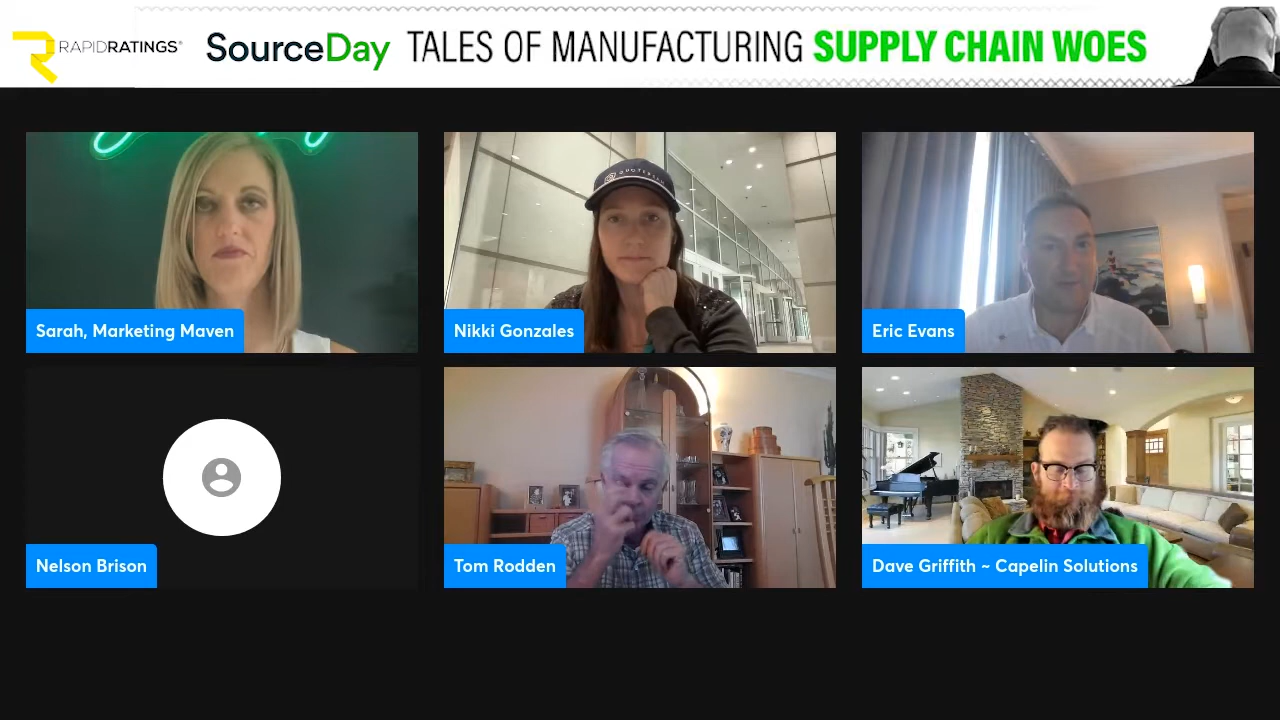 RAPIDRATINGS®
SourceDay
TALES OF MANUFACTURING SUPPLY CHAIN WOES
Sarah, Marketing Maven
Nikki Gonzales
Eric Evans
Nelson Brison
Tom Rodden
Dave Griffith ~ Capelin Solutions